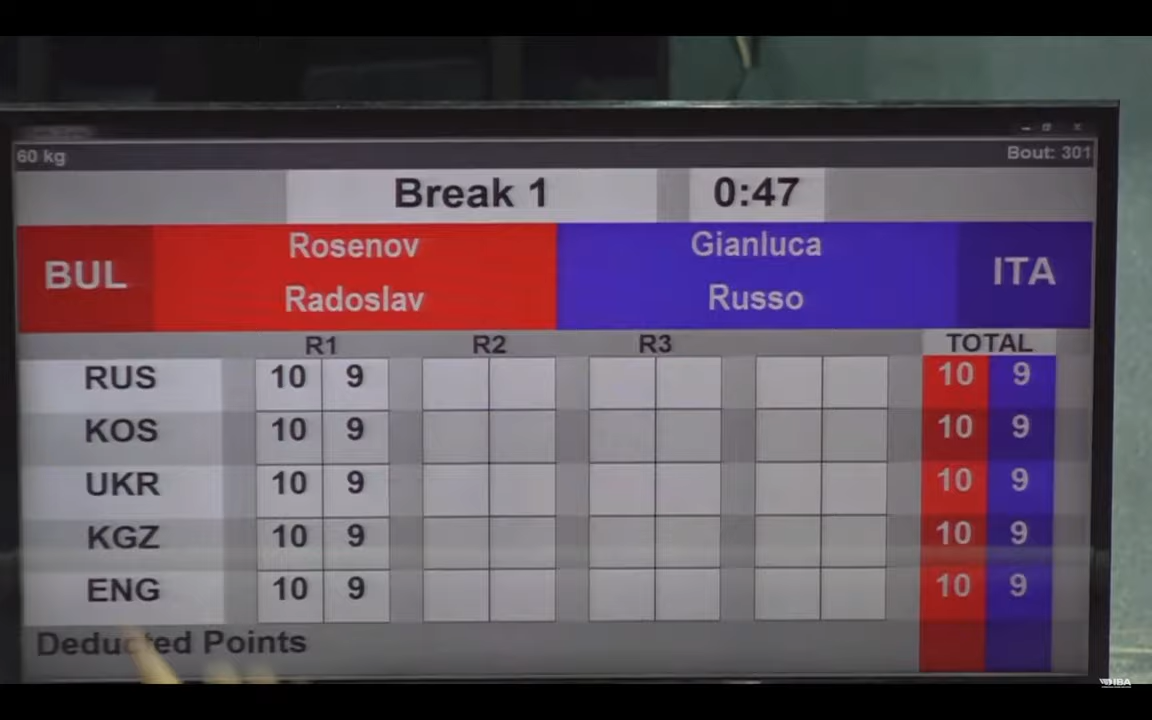 60 kg Bout: 301
Break 1 0:47
BUL Rosenov Radoslav Gianluca Russo ITA
R1 R2 R3 TOTAL
RUS 10 9 10 9
KOS 10 9 10 9
UKR 10 9 10 9
KGZ 10 9 10 9
ENG 10 9 10 9
Deducted Points
IBA